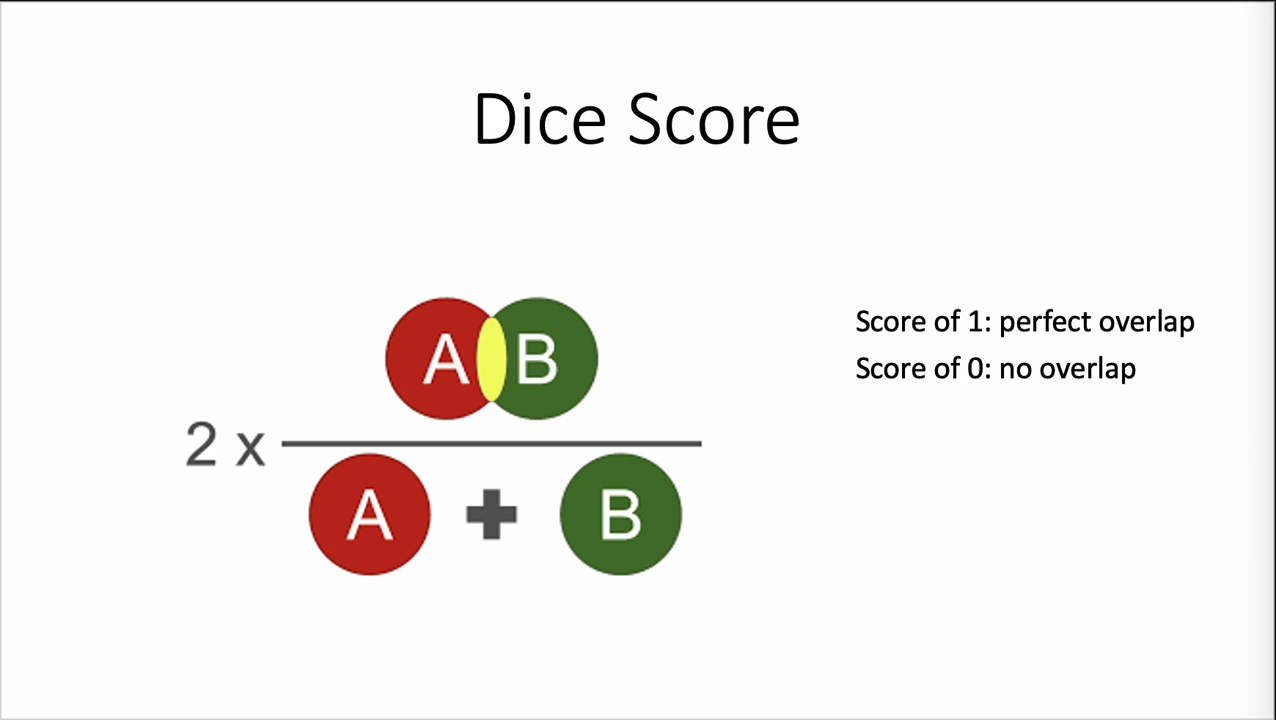 Dice Score
A B
2 x
A + B
Score of 1: perfect overlap
Score of 0: no overlap